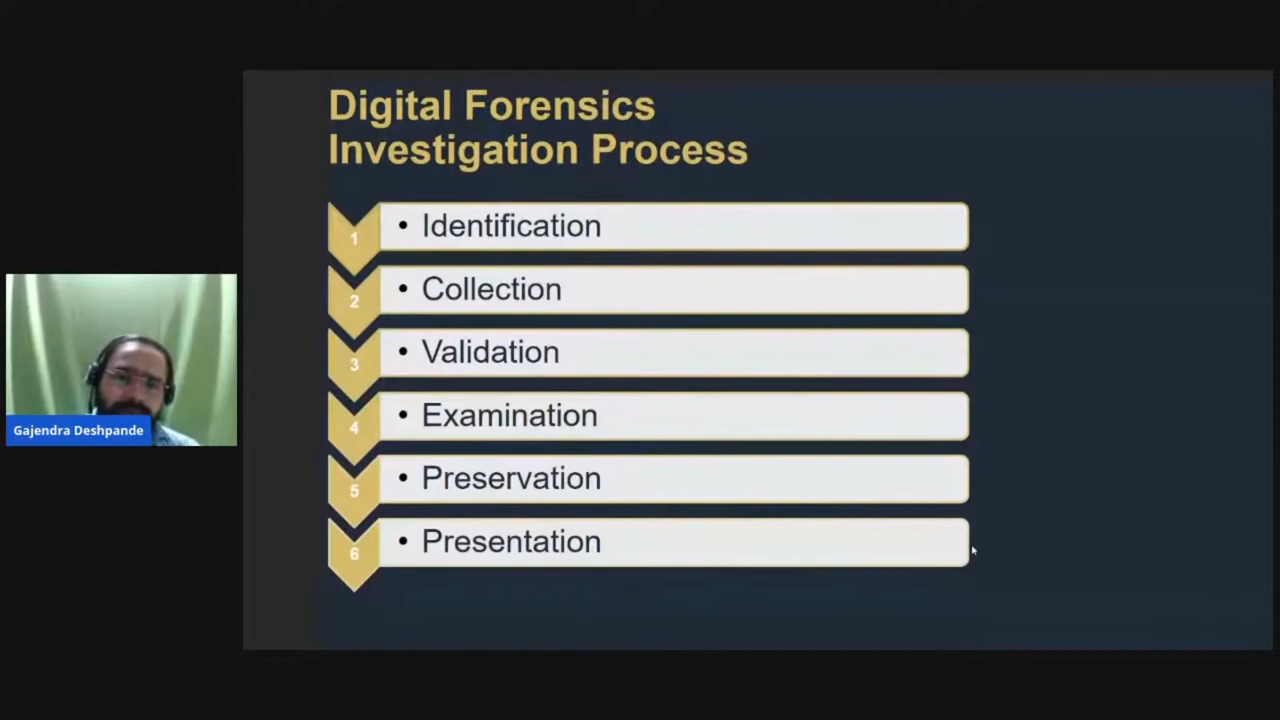 Digital Forensics
Investigation Process
1 • Identification
2 • Collection
3 • Validation
4 • Examination
5 • Preservation
6 • Presentation
Gajendra Deshpande